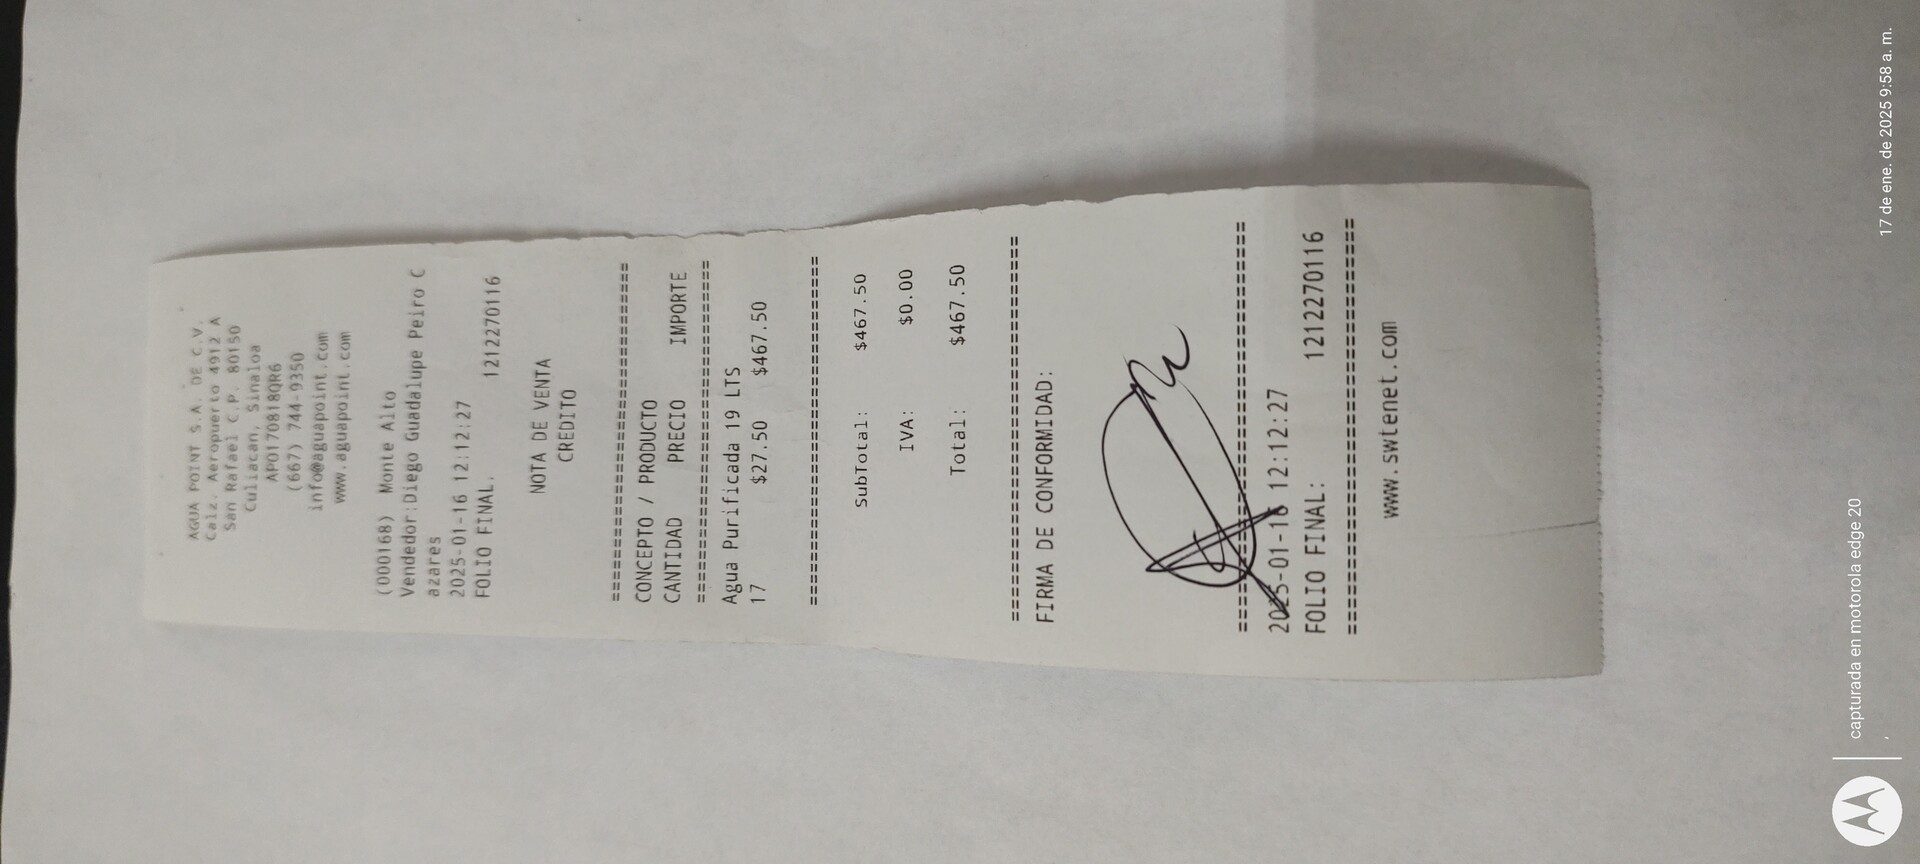 AGUA POINT S.A. DE C.V.
Calz. Aeropuerto 4912 A
San Rafael C.P. 80150
Culiacan, Sinaloa
APO170818QR6
(667) 744-9350
info@aguapoint.com
www.aguapoint.com
(000168) Monte Alto
Vendedor:Diego Guadalupe Peiro C
azares
2025-01-16 12:12:27
FOLIO FINAL. 1212270116
NOTA DE VENTA
CREDITO
================================
CONCEPTO / PRODUCTO
CANTIDAD PRECIO IMPORTE
================================
Agua Purificada 19 LTS
17 $27.50 $467.50
================================
SubTotal: $467.50
IVA: $0.00
Total: $467.50
================================
FIRMA DE CONFORMIDAD:
================================
2025-01-16 12:12:27
FOLIO FINAL: 1212270116
================================
www.swtenet.com
capturada en motorola edge 20
17 de ene. de 2025 9:58 a. m.